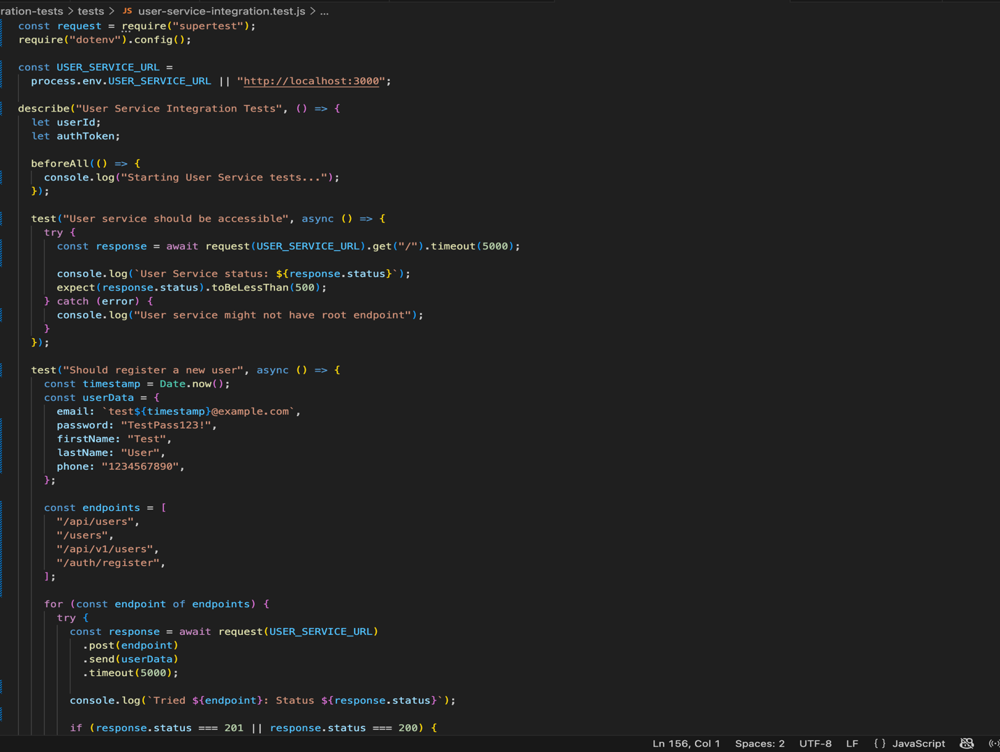 ration-tests > tests > JS user-service-integration.test.js > ...
const request = require("supertest");
require("dotenv").config();
const USER_SERVICE_URL =
process.env.USER_SERVICE_URL || "http://localhost:3000";
describe("User Service Integration Tests", () => {
let userId;
let authToken;
beforeAll(() => {
console.log("Starting User Service tests...");
});
test("User service should be accessible", async () => {
try {
const response = await request(USER_SERVICE_URL).get("/").timeout(5000);
console.log(`User Service status: ${response.status}`);
expect(response.status).toBeLessThan(500);
} catch (error) {
console.log("User service might not have root endpoint");
}
});
test("Should register a new user", async () => {
const timestamp = Date.now();
const userData = {
email: `test${timestamp}@example.com`,
password: "TestPass123!",
firstName: "Test",
lastName: "User",
phone: "1234567890",
};
const endpoints = [
"/api/users",
"/users",
"/api/v1/users",
"/auth/register",
];
for (const endpoint of endpoints) {
try {
const response = await request(USER_SERVICE_URL)
.post(endpoint)
.send(userData)
.timeout(5000);
console.log(`Tried ${endpoint}: Status ${response.status}`);
if (response.status === 201 || response.status === 200) {
Ln 156, Col 1 Spaces: 2 UTF-8 LF {} JavaScript